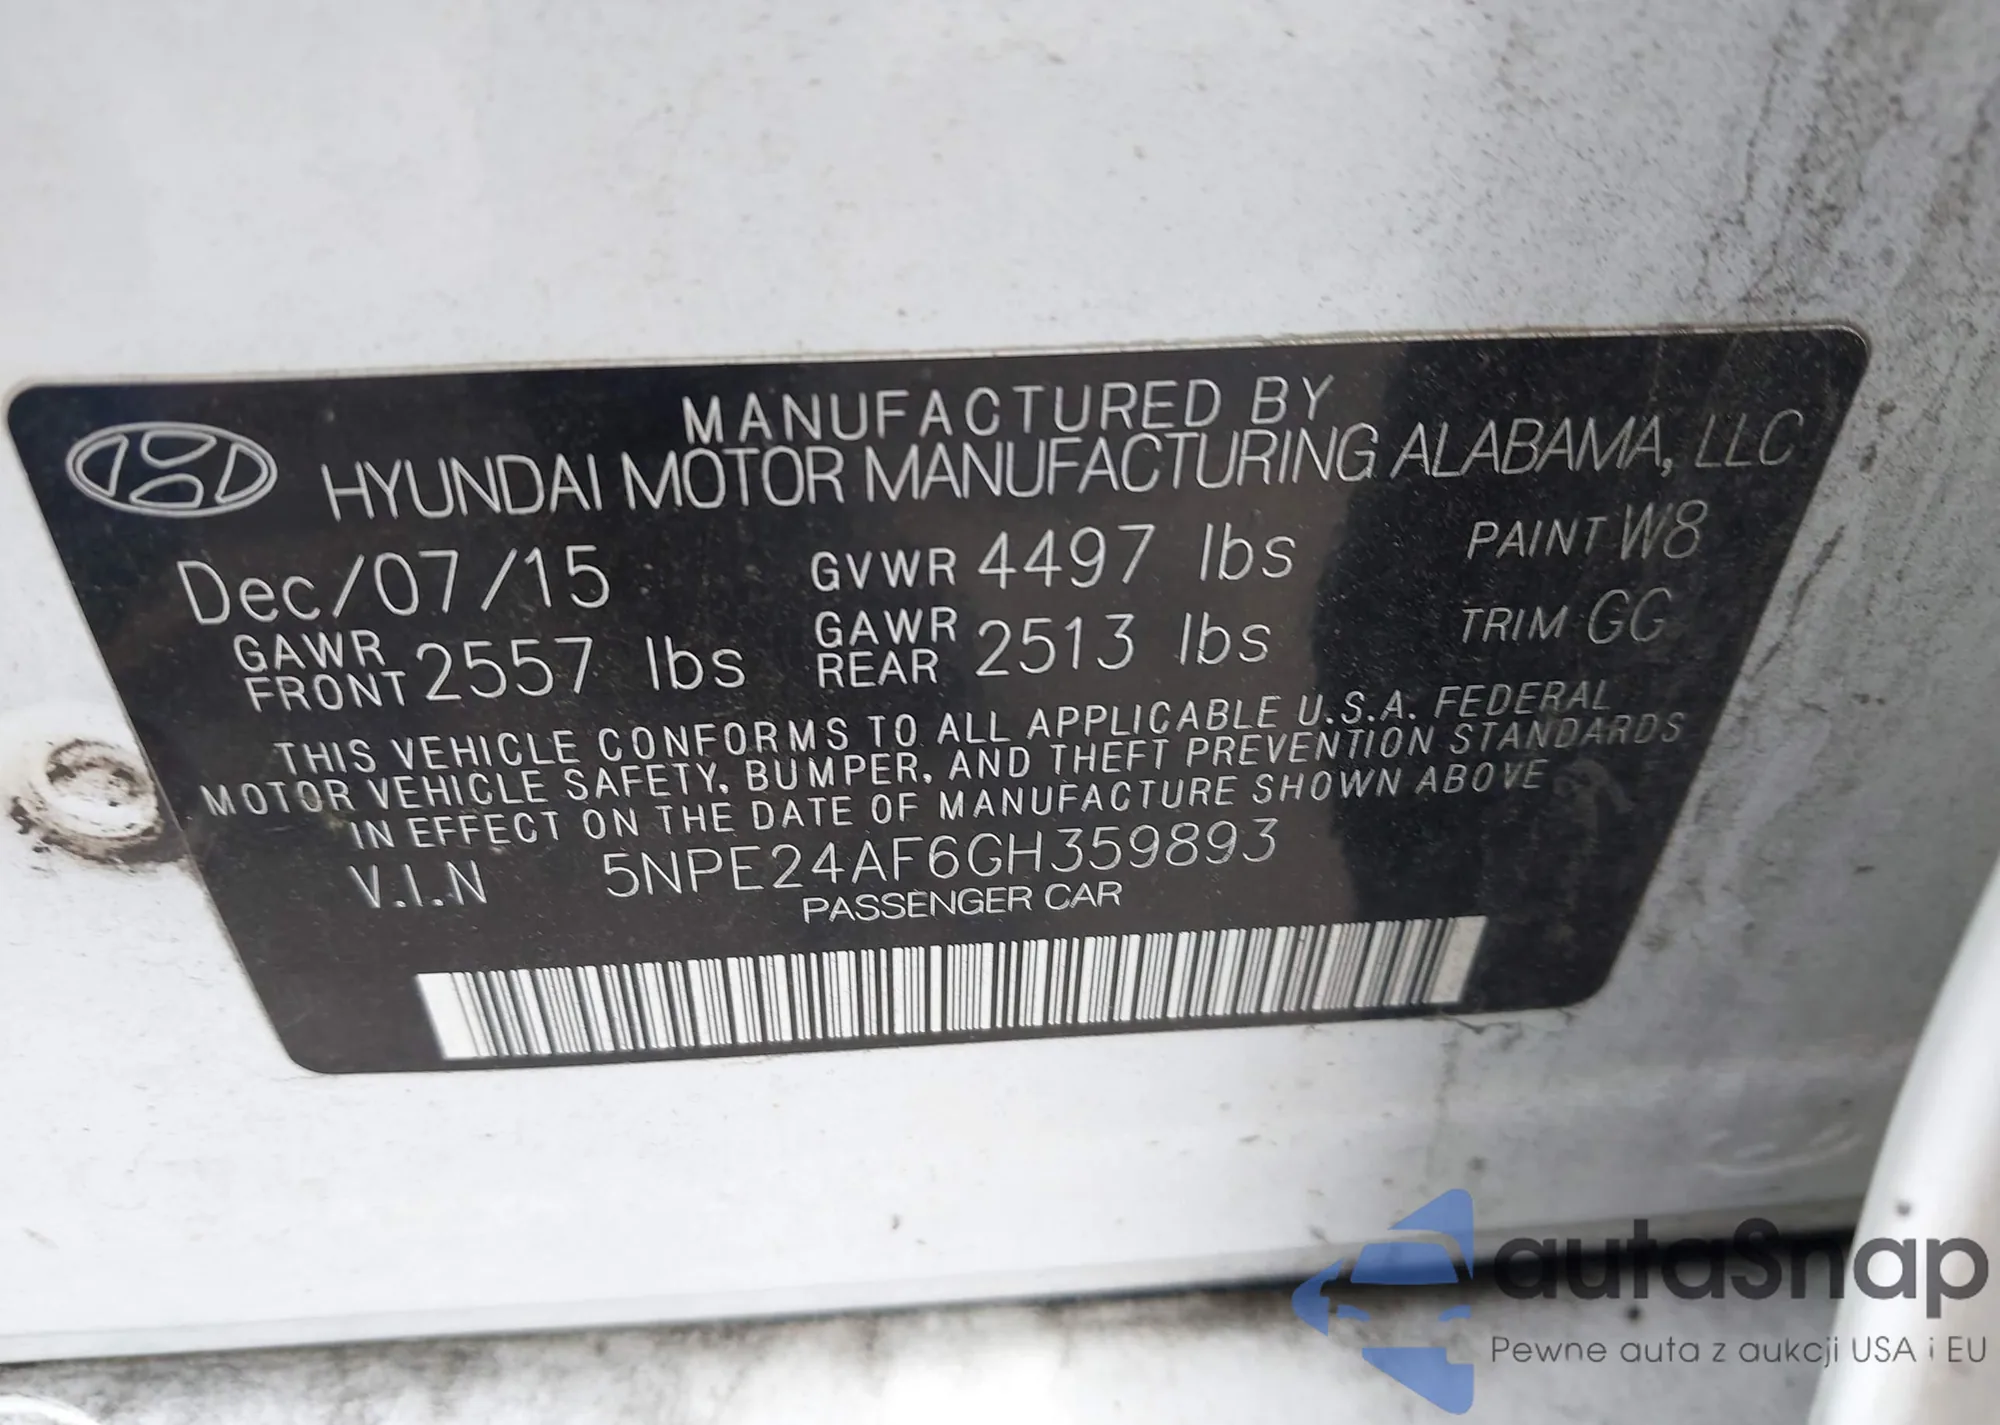 MANUFACTURED BY
HYUNDAI MOTOR MANUFACTURING ALABAMA, LLC
Dec/07/15 GVWR 4497 lbs PAINT W8
GAWR FRONT 2557 lbs GAWR REAR 2513 lbs TRIM GG
THIS VEHICLE CONFORMS TO ALL APPLICABLE U.S.A. FEDERAL
MOTOR VEHICLE SAFETY, BUMPER, AND THEFT PREVENTION STANDARDS
IN EFFECT ON THE DATE OF MANUFACTURE SHOWN ABOVE
V.I.N 5NPE24AF6GH359893
PASSENGER CAR
autaSnap
Pewne auta z aukcji USA i EU